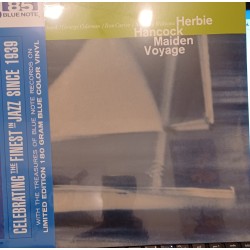 85
BLUE NOTE
CELEBRATING THE FINEST IN JAZZ SINCE 1939
WITH THE TREASURES OF BLUE NOTE RECORDS ON
LIMITED EDITION 180 GRAM BLUE COLOR VINYL
Herbie
Hancock
Maiden
Voyage